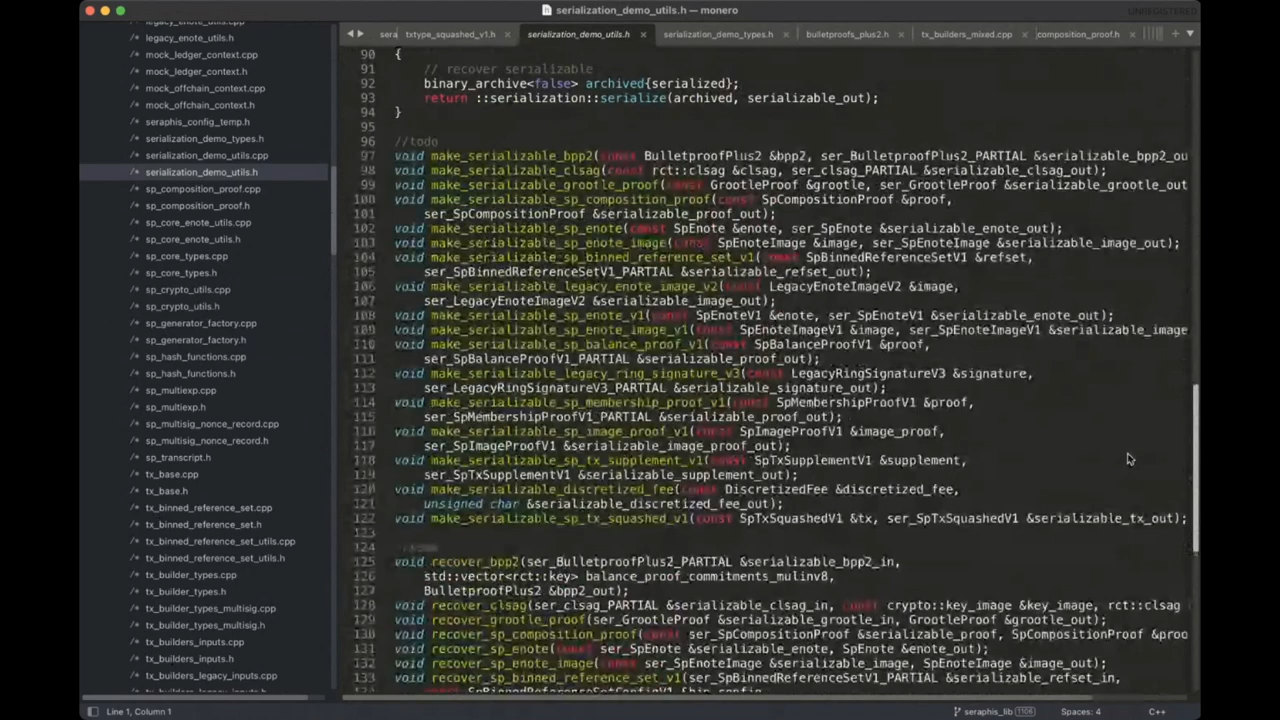 serialization_demo_utils.h — monero
UNREGISTERED
sera
txtype_squashed_v1.h
serialization_demo_utils.h
serialization_demo_types.h
bulletproofs_plus2.h
tx_builders_mixed.cpp
composition_proof.h
legacy_enote_utils.cpp
/* legacy_enote_utils.h
/* mock_ledger_context.cpp
/* mock_ledger_context.h
/* mock_offchain_context.cpp
/* mock_offchain_context.h
/* seraphis_config_temp.h
/* serialization_demo_types.h
/* serialization_demo_utils.cpp
/* serialization_demo_utils.h
/* sp_composition_proof.cpp
/* sp_composition_proof.h
/* sp_core_enote_utils.cpp
/* sp_core_enote_utils.h
/* sp_core_types.cpp
/* sp_core_types.h
/* sp_crypto_utils.cpp
/* sp_crypto_utils.h
/* sp_generator_factory.cpp
/* sp_generator_factory.h
/* sp_hash_functions.cpp
/* sp_hash_functions.h
/* sp_multiexp.cpp
/* sp_multiexp.h
/* sp_multisig_nonce_record.cpp
/* sp_multisig_nonce_record.h
/* sp_transcript.h
/* tx_base.cpp
/* tx_base.h
/* tx_binned_reference_set.cpp
/* tx_binned_reference_set.h
/* tx_binned_reference_set_utils.cpp
/* tx_binned_reference_set_utils.h
/* tx_builder_types.cpp
/* tx_builder_types.h
/* tx_builder_types_multisig.cpp
/* tx_builder_types_multisig.h
/* tx_builders_inputs.cpp
/* tx_builders_inputs.h
/* tx_builders_legacy_inputs.cpp
/* tx_builders_legacy_inputs.h
90 {
91 // recover serializable
92 binary_archive<false> archived{serialized};
93 return ::serialization::serialize(archived, serializable_out);
94 }
95
96 //todo
97 void make_serializable_bpp2(const BulletproofPlus2 &bpp2, ser_BulletproofPlus2_PARTIAL &serializable_bpp2_ou
98 void make_serializable_clsag(const rct::clsag &clsag, ser_clsag_PARTIAL &serializable_clsag_out);
99 void make_serializable_grootle_proof(const GrootleProof &grootle, ser_GrootleProof &serializable_grootle_out
100 void make_serializable_sp_composition_proof(const SpCompositionProof &proof,
101 ser_SpCompositionProof &serializable_proof_out);
102 void make_serializable_sp_enote(const SpEnote &enote, ser_SpEnote &serializable_enote_out);
103 void make_serializable_sp_enote_image(const SpEnoteImage &image, ser_SpEnoteImage &serializable_image_out);
104 void make_serializable_sp_binned_reference_set_v1(const SpBinnedReferenceSetV1 &refset,
105 ser_SpBinnedReferenceSetV1_PARTIAL &serializable_refset_out);
106 void make_serializable_legacy_enote_image_v2(const LegacyEnoteImageV2 &image,
107 ser_LegacyEnoteImageV2 &serializable_image_out);
108 void make_serializable_sp_enote_v1(const SpEnoteV1 &enote, ser_SpEnoteV1 &serializable_enote_out);
109 void make_serializable_sp_enote_image_v1(const SpEnoteImageV1 &image, ser_SpEnoteImageV1 &serializable_image
110 void make_serializable_sp_balance_proof_v1(const SpBalanceProofV1 &proof,
111 ser_SpBalanceProofV1_PARTIAL &serializable_proof_out);
112 void make_serializable_legacy_ring_signature_v3(const LegacyRingSignatureV3 &signature,
113 ser_LegacyRingSignatureV3_PARTIAL &serializable_signature_out);
114 void make_serializable_sp_membership_proof_v1(const SpMembershipProofV1 &proof,
115 ser_SpMembershipProofV1_PARTIAL &serializable_proof_out);
116 void make_serializable_sp_image_proof_v1(const SpImageProofV1 &image_proof,
117 ser_SpImageProofV1 &serializable_image_proof_out);
118 void make_serializable_sp_tx_supplement_v1(const SpTxSupplementV1 &supplement,
119 ser_SpTxSupplementV1 &serializable_supplement_out);
120 void make_serializable_discretized_fee(const DiscretizedFee &discretized_fee,
121 unsigned char &serializable_discretized_fee_out);
122 void make_serializable_sp_tx_squashed_v1(const SpTxSquashedV1 &tx, ser_SpTxSquashedV1 &serializable_tx_out);
123
124
125 void recover_bpp2(ser_BulletproofPlus2_PARTIAL &serializable_bpp2_in,
126 std::vector<rct::key> balance_proof_commitments_mulinv8,
127 BulletproofPlus2 &bpp2_out);
128 void recover_clsag(ser_clsag_PARTIAL &serializable_clsag_in, const crypto::key_image &key_image, rct::clsag
129 void recover_grootle_proof(ser_GrootleProof &serializable_grootle_in, GrootleProof &grootle_out);
130 void recover_sp_composition_proof(const ser_SpCompositionProof &serializable_proof, SpCompositionProof &proo
131 void recover_sp_enote(const ser_SpEnote &serializable_enote, SpEnote &enote_out);
132 void recover_sp_enote_image(const ser_SpEnoteImage &serializable_image, SpEnoteImage &image_out);
133 void recover_sp_binned_reference_set_v1(ser_SpBinnedReferenceSetV1_PARTIAL &serializable_refset_in,
134 const SpBinnedReferenceSetConfigV1 &bin_config,
Line 1, Column 1
seraphis_lib 1106
Spaces: 4
C++